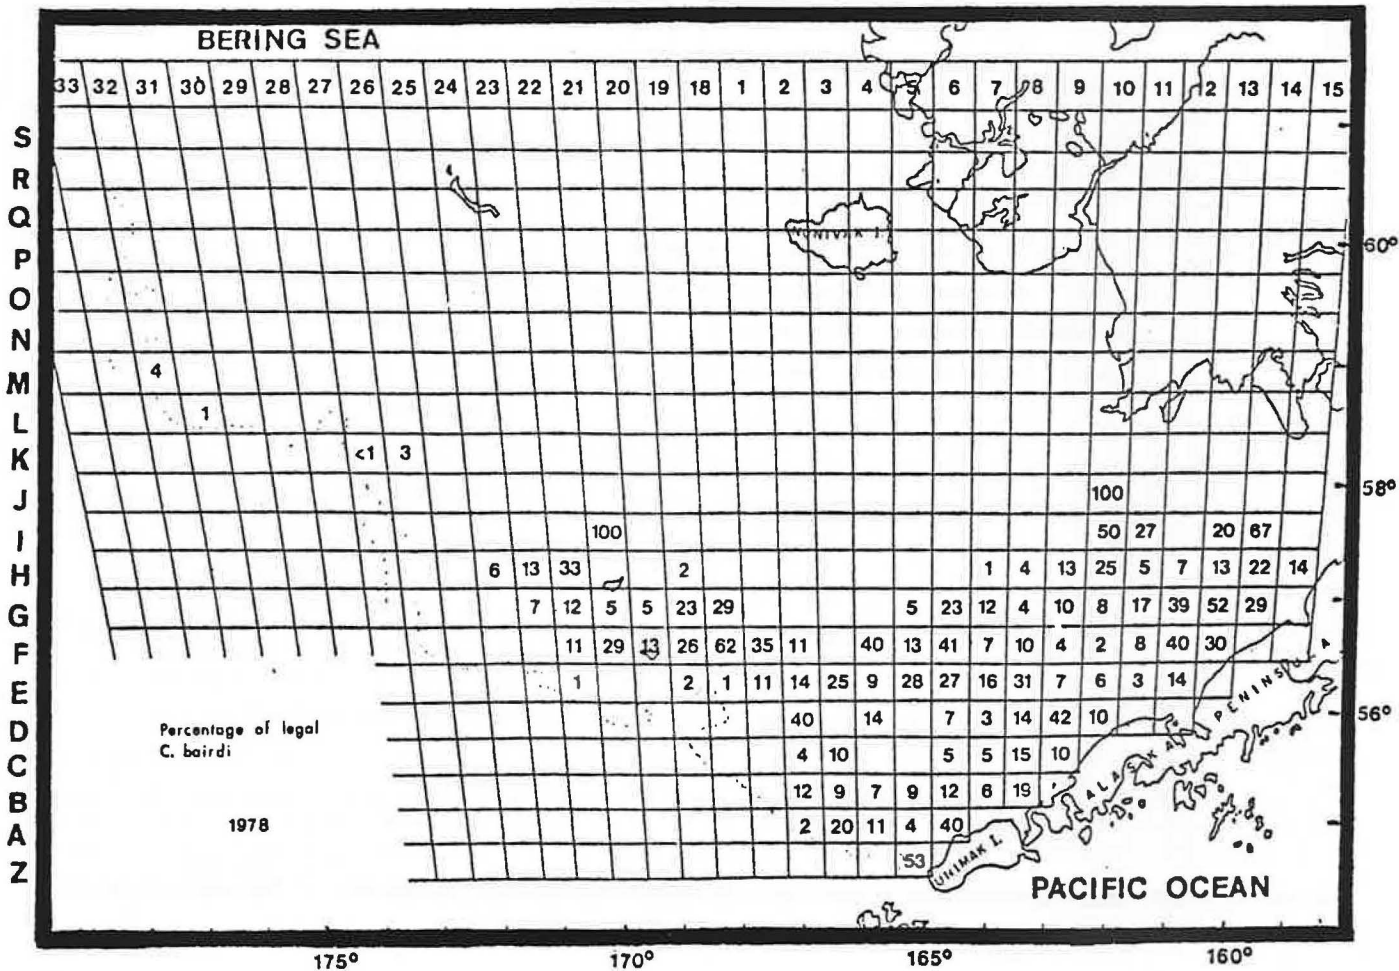 BERING SEA
33 32 31 30 29 28 27 26 25 24 23 22 21 20 19 18 1 2 3 4 5 6 7 8 9 10 11 12 13 14 15
S
R
Q
NUNIVAK I.
60°
P
O
N
4
M
1
L
<1 3
K
100
58°
J
100 50 27 20 67
I
6 13 33 2 1 4 13 25 5 7 13 22 14
H
7 12 5 5 23 29 5 23 12 4 10 8 17 39 52 29
G
11 29 13 26 62 35 11 40 13 41 7 10 4 2 8 40 30
F
1 2 1 11 14 25 9 28 27 16 31 7 6 3 14
E
40 14 7 3 14 42 10
56°
D
Percentage of legal
C. bairdi
4 10 5 5 15 10
C
12 9 7 9 12 6 19
B
1978
2 20 11 4 40
A
53
Z
ALASKA PENINSULA
UNIMAK I.
PACIFIC OCEAN
175° 170° 165° 160°